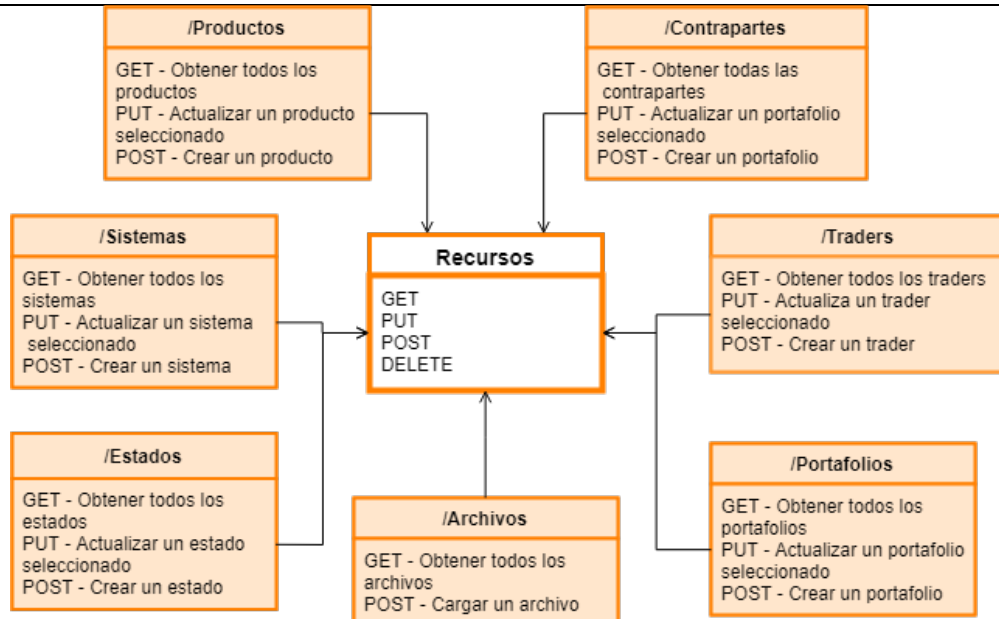 /Productos
GET - Obtener todos los
productos
PUT - Actualizar un producto
seleccionado
POST - Crear un producto
/Contrapartes
GET - Obtener todas las
contrapartes
PUT - Actualizar un portafolio
seleccionado
POST - Crear un portafolio
/Sistemas
GET - Obtener todos los
sistemas
PUT - Actualizar un sistema
seleccionado
POST - Crear un sistema
Recursos
GET
PUT
POST
DELETE
/Traders
GET - Obtener todos los traders
PUT - Actualiza un trader
seleccionado
POST - Crear un trader
/Estados
GET - Obtener todos los
estados
PUT - Actualizar un estado
seleccionado
POST - Crear un estado
/Archivos
GET - Obtener todos los
archivos
POST - Cargar un archivo
/Portafolios
GET - Obtener todos los
portafolios
PUT - Actualizar un portafolio
seleccionado
POST - Crear un portafolio